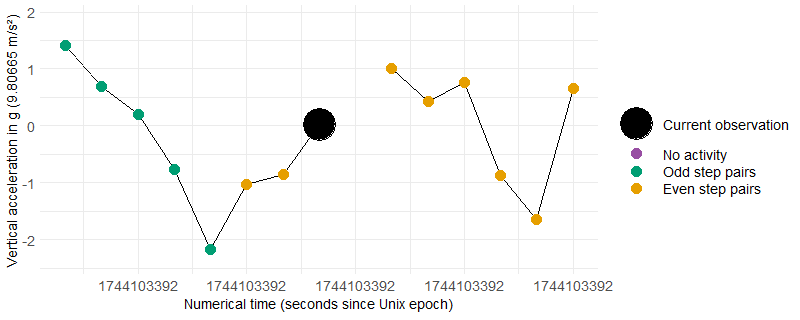 Vertical acceleration in g (9.80665 m/s²)
2
1
0
-1
-2
1744103392 1744103392 1744103392 1744103392 1744103392
Numerical time (seconds since Unix epoch)
Current observation
No activity
Odd step pairs
Even step pairs